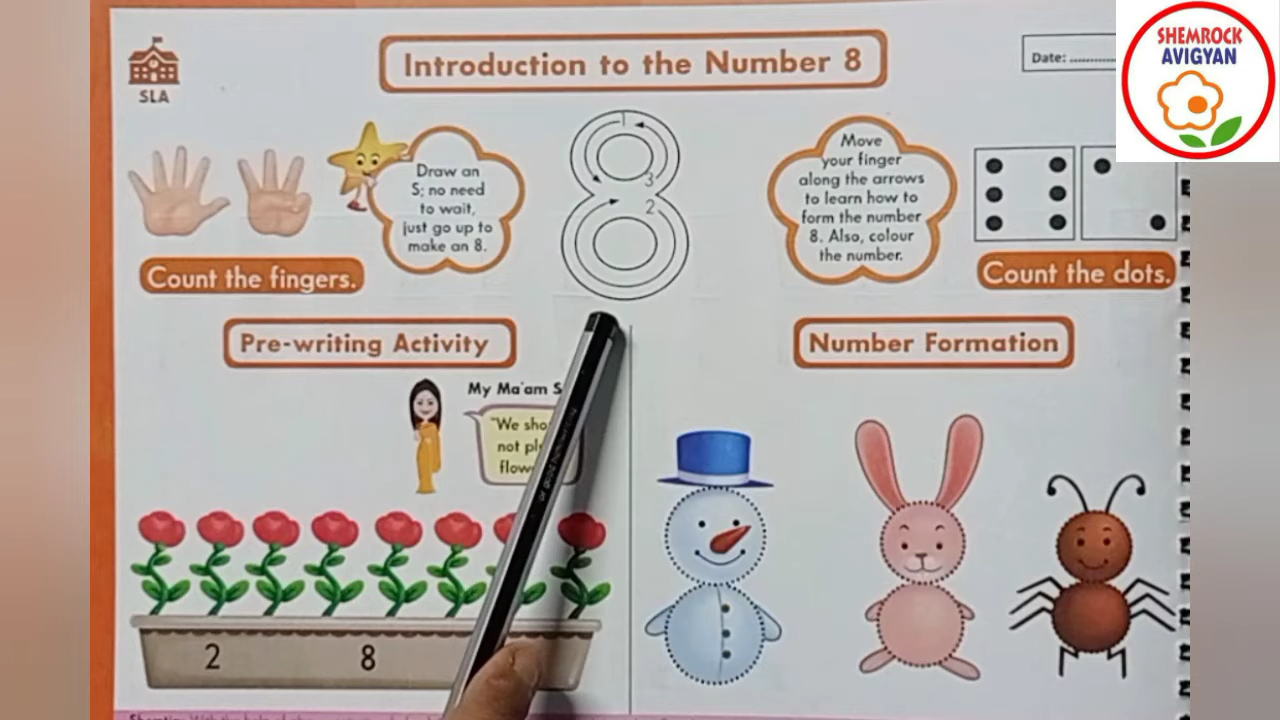 SLA
Introduction to the Number 8
Date:
SHEMROCK
AVIGYAN
Draw an
S; no need
to wait,
just go up to
make an 8.
1
3
2
Move
your finger
along the arrows
to learn how to
form the number
8. Also, colour
the number.
Count the fingers.
Count the dots.
Pre-writing Activity
Number Formation
My Ma'am
"We
not
2
8